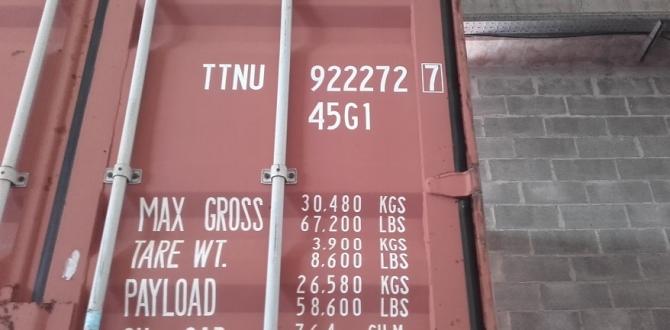 TTNU 922272 7
45G1
MAX GROSS 30.480 KGS
67.200 LBS
TARE WT. 3.900 KGS
8.600 LBS
PAYLOAD 26.580 KGS
58.600 LBS